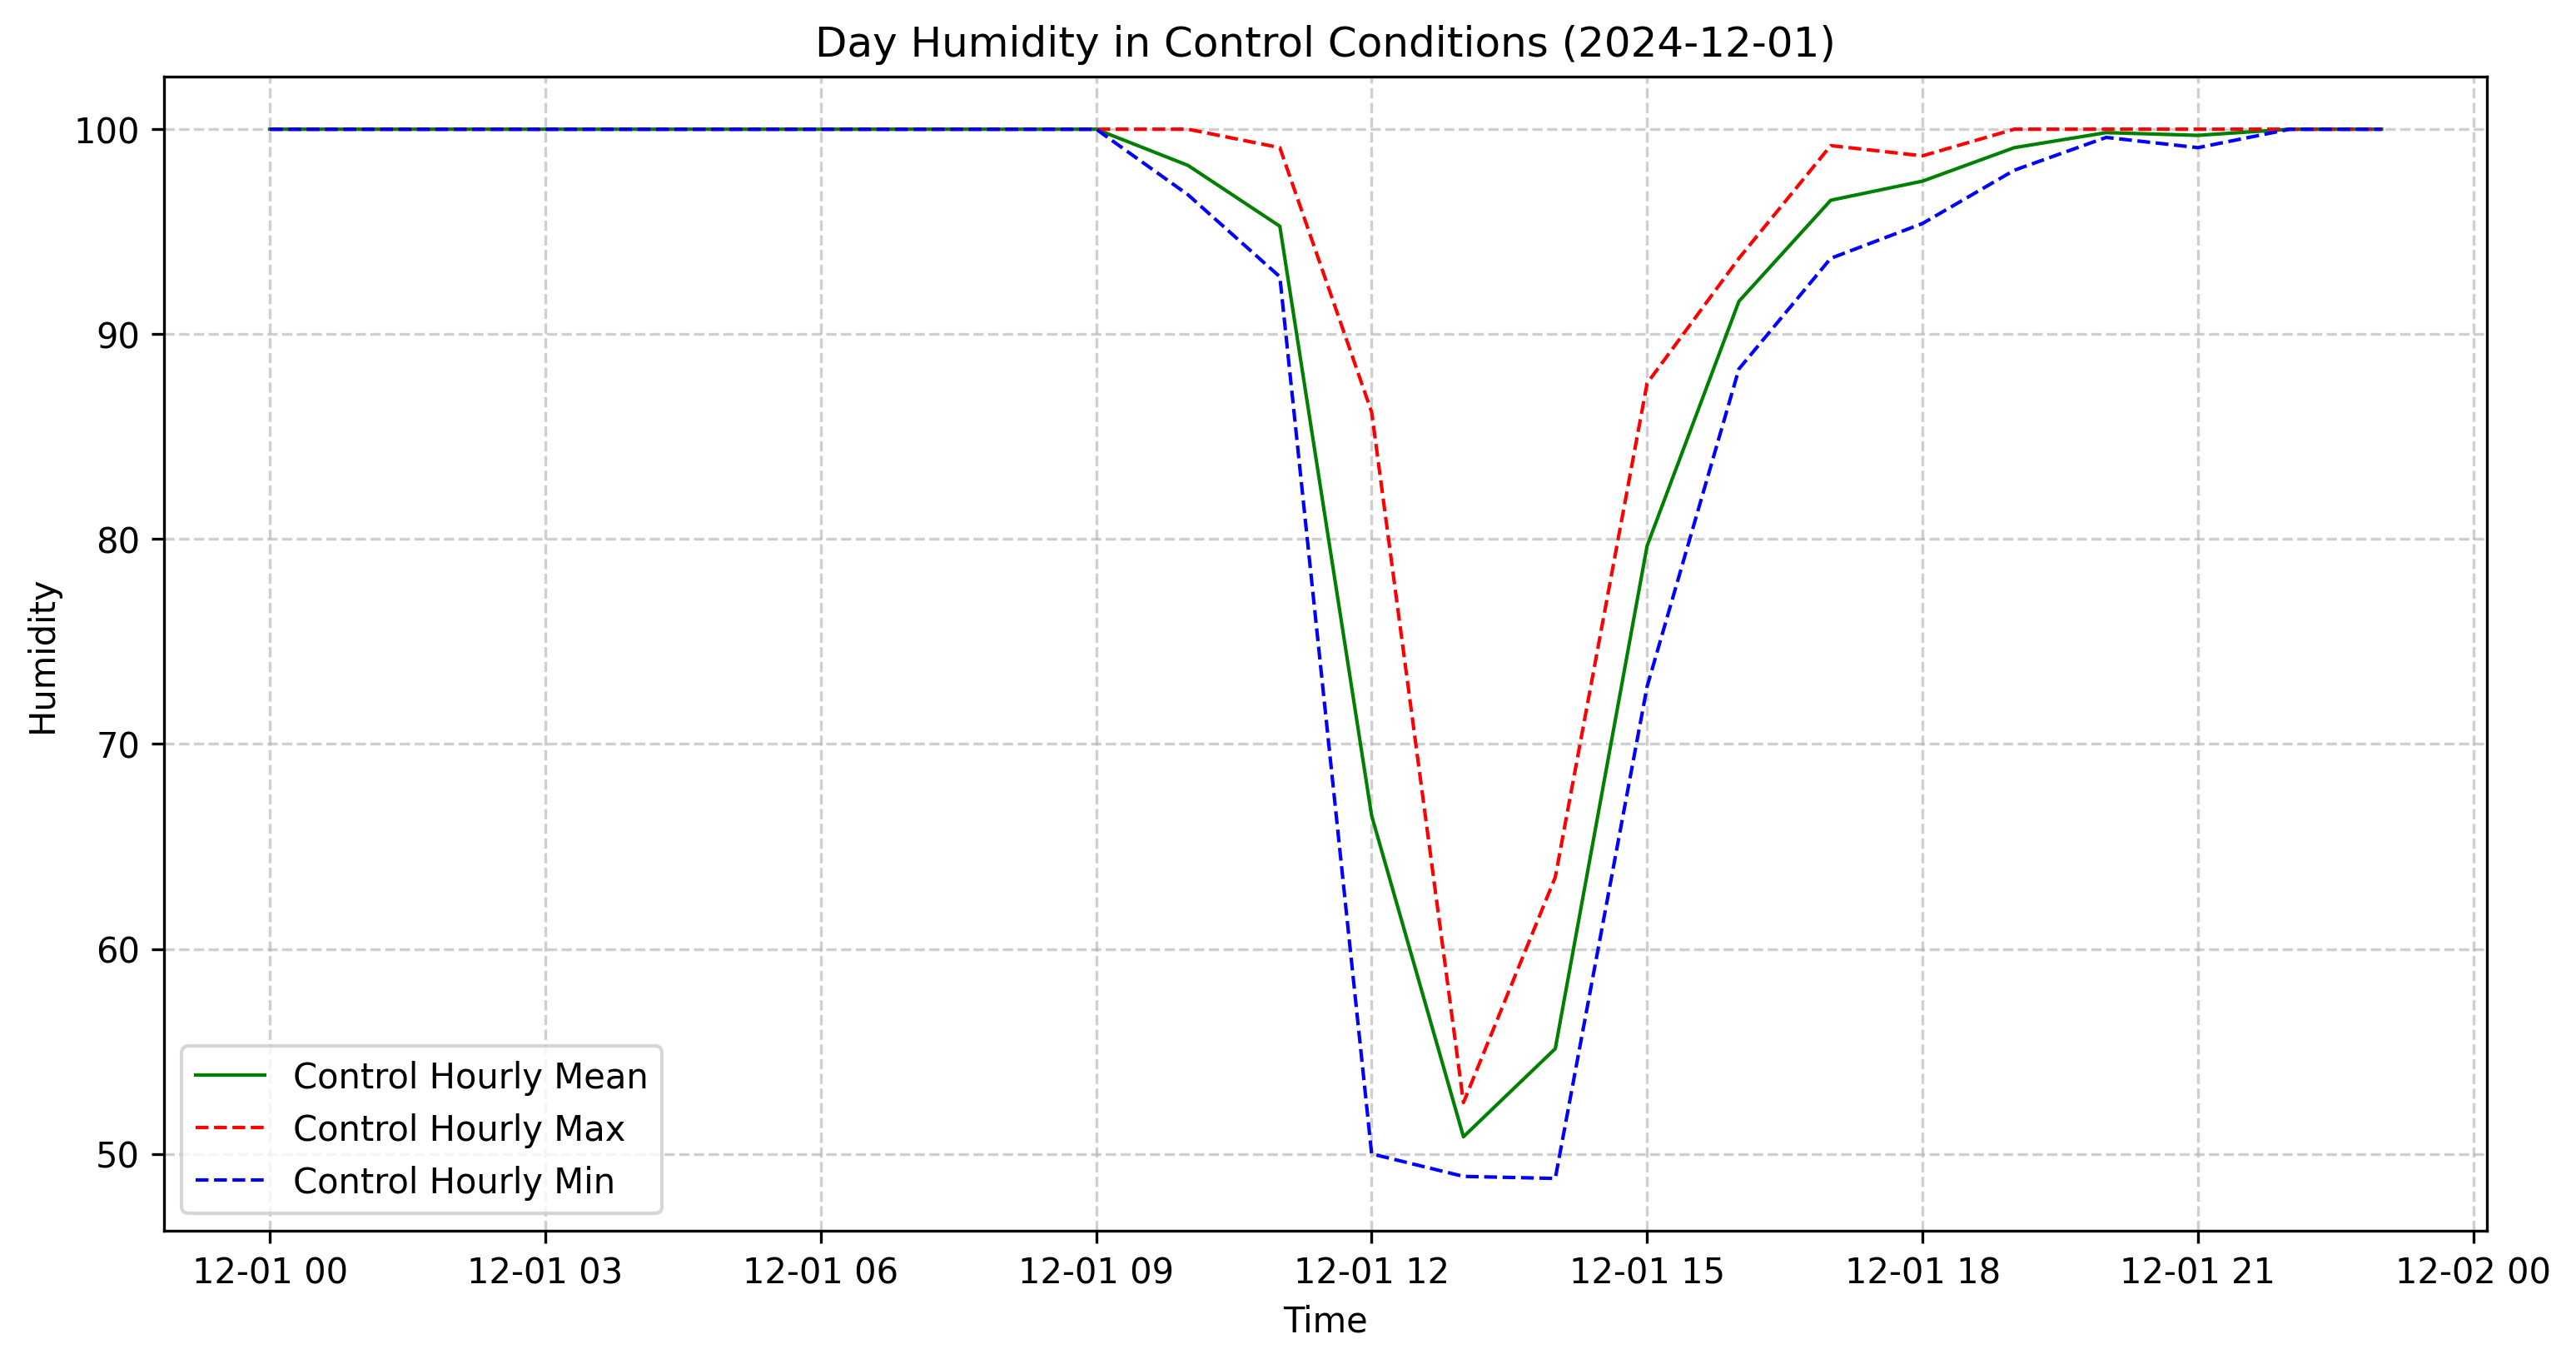 Day Humidity in Control Conditions (2024-12-01)
100
90
80
70
60
50
Humidity
Control Hourly Mean
Control Hourly Max
Control Hourly Min
12-01 00 12-01 03 12-01 06 12-01 09 12-01 12 12-01 15 12-01 18 12-01 21 12-02 00
Time